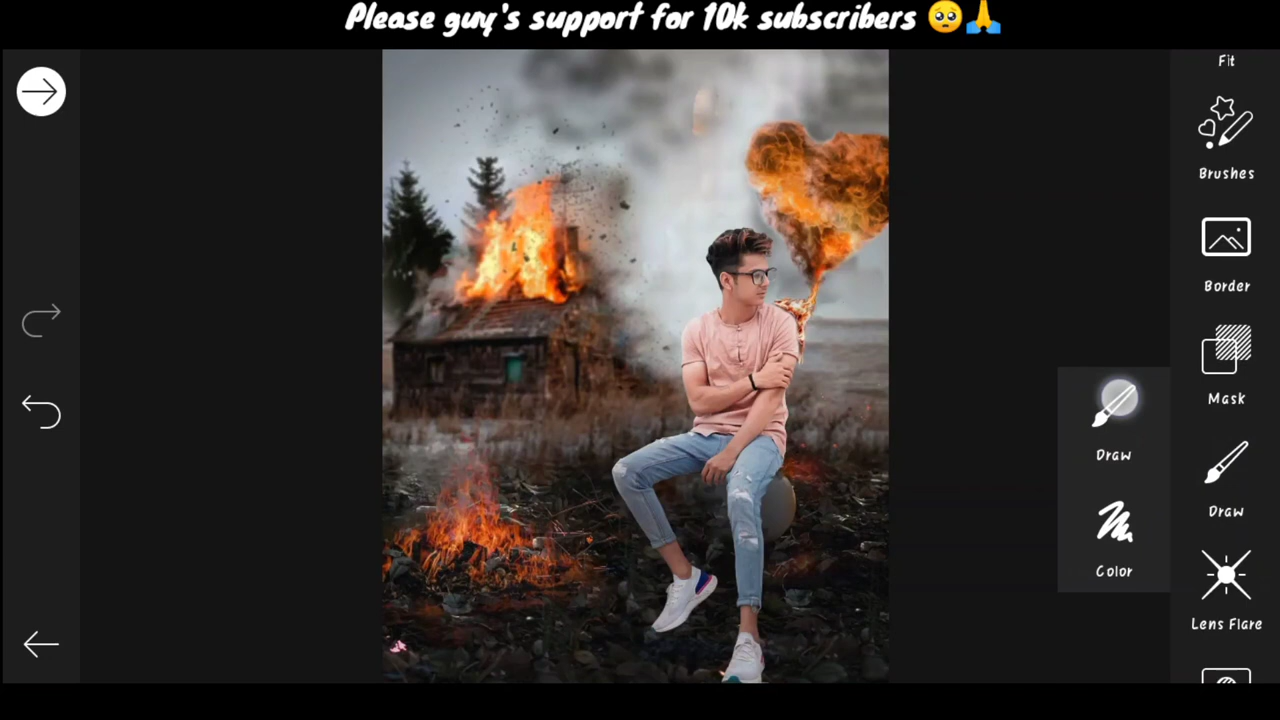 Please guy's support for 10k subscribers 🥺🙏
Fit
Brushes
Border
Mask
Draw
Draw
Color
Lens Flare